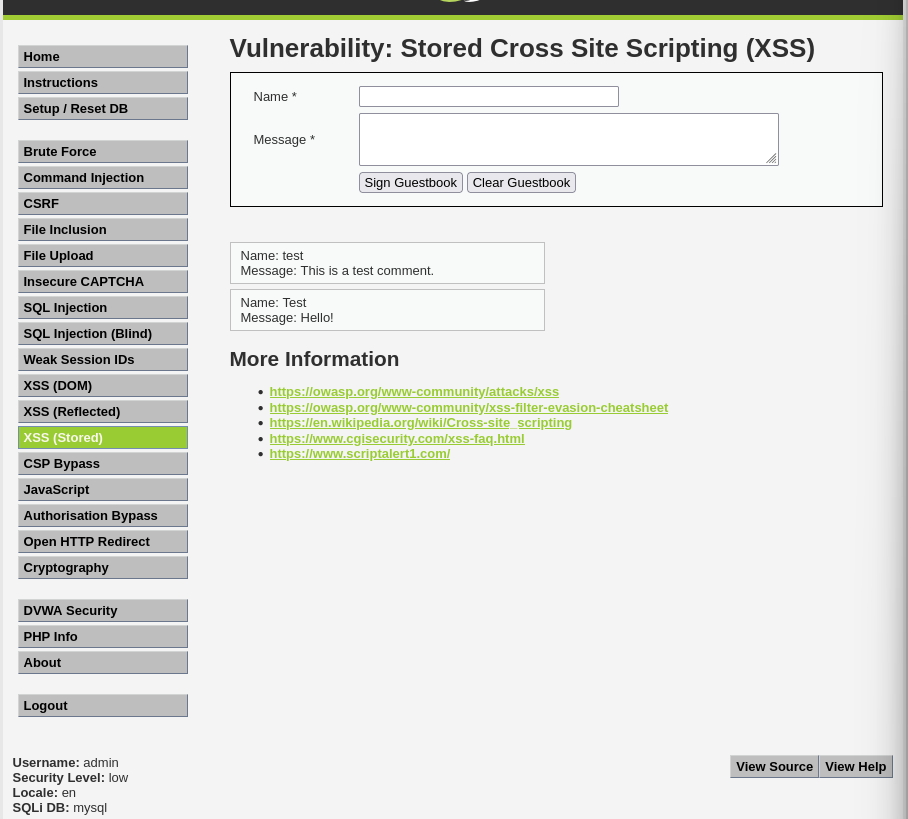 Home
Instructions
Setup / Reset DB
Brute Force
Command Injection
CSRF
File Inclusion
File Upload
Insecure CAPTCHA
SQL Injection
SQL Injection (Blind)
Weak Session IDs
XSS (DOM)
XSS (Reflected)
XSS (Stored)
CSP Bypass
JavaScript
Authorisation Bypass
Open HTTP Redirect
Cryptography
DVWA Security
PHP Info
About
Logout
Vulnerability: Stored Cross Site Scripting (XSS)
Name *
Message *
Sign Guestbook Clear Guestbook
Name: test
Message: This is a test comment.
Name: Test
Message: Hello!
More Information
https://owasp.org/www-community/attacks/xss
https://owasp.org/www-community/xss-filter-evasion-cheatsheet
https://en.wikipedia.org/wiki/Cross-site_scripting
https://www.cgisecurity.com/xss-faq.html
https://www.scriptalert1.com/
Username: admin
Security Level: low
Locale: en
SQLi DB: mysql
View Source View Help